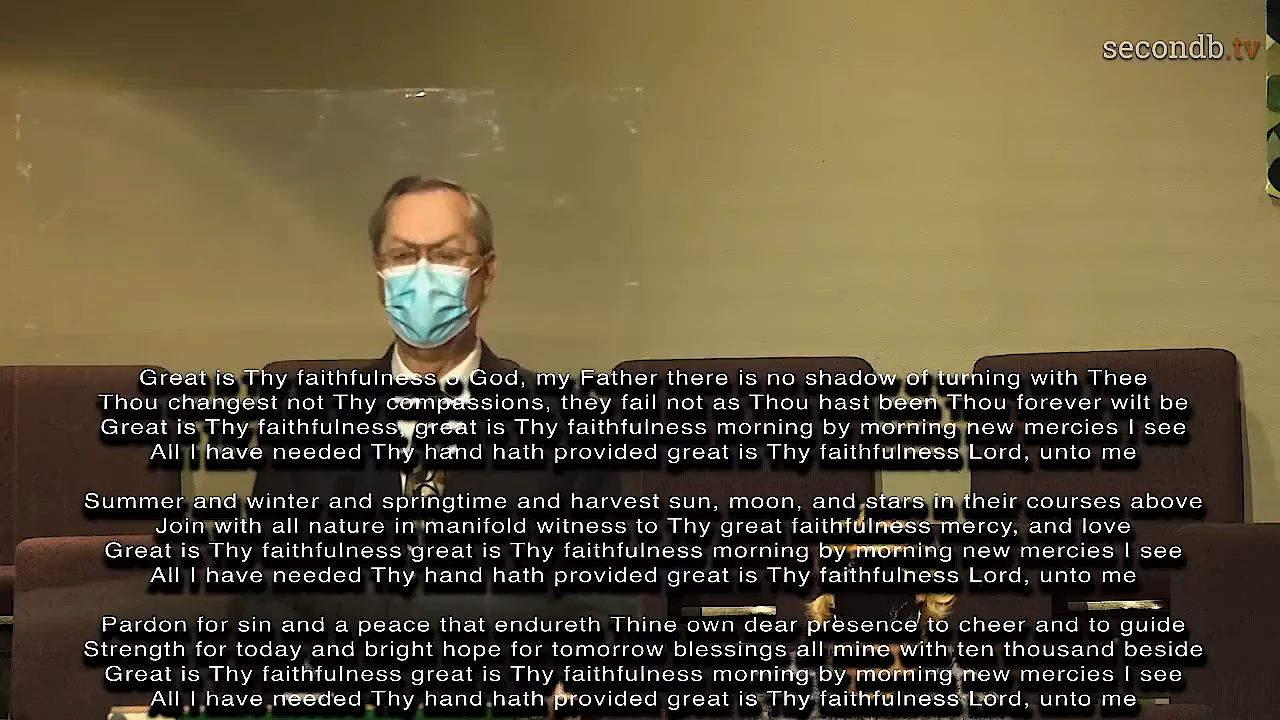 secondb.tv
Great is Thy faithfulness o God, my Father there is no shadow of turning with Thee
Thou changest not Thy compassions, they fail not as Thou hast been Thou forever wilt be
Great is Thy faithfulness, great is Thy faithfulness morning by morning new mercies I see
All I have needed Thy hand hath provided great is Thy faithfulness Lord, unto me
Summer and winter and springtime and harvest sun, moon, and stars in their courses above
Join with all nature in manifold witness to Thy great faithfulness mercy, and love
Great is Thy faithfulness great is Thy faithfulness morning by morning new mercies I see
All I have needed Thy hand hath provided great is Thy faithfulness Lord, unto me
Pardon for sin and a peace that endureth Thine own dear presence to cheer and to guide
Strength for today and bright hope for tomorrow blessings all mine with ten thousand beside
Great is Thy faithfulness great is Thy faithfulness morning by morning new mercies I see
All I have needed Thy hand hath provided great is Thy faithfulness Lord, unto me